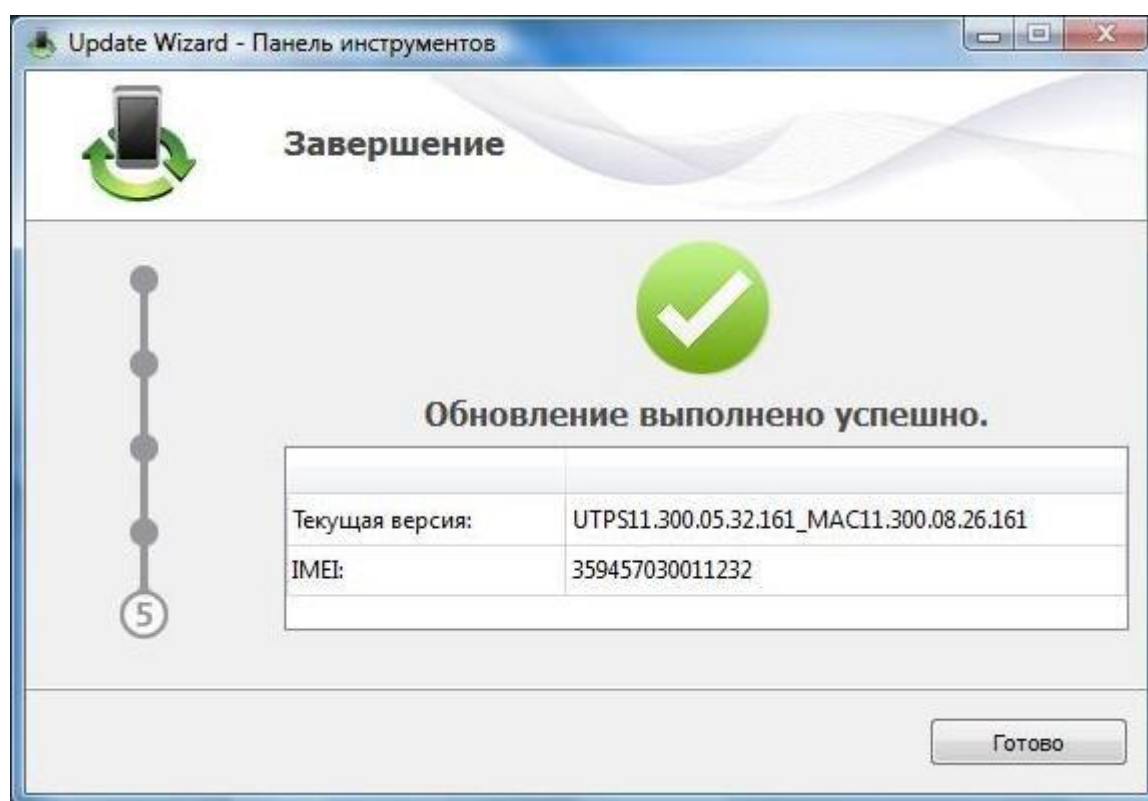 Update Wizard - Панель инструментов
Завершение
Обновление выполнено успешно.
Текущая версия: UTPS11.300.05.32.161_MAC11.300.08.26.161
IMEI: 359457030011232
5
Готово